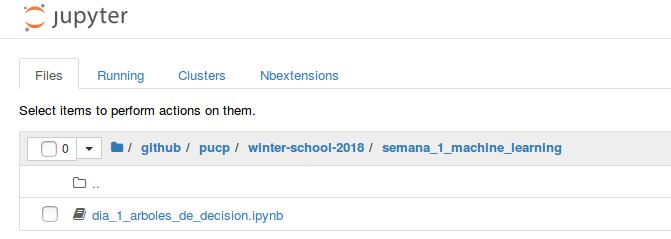 jupyter
Files Running Clusters Nbextensions
Select items to perform actions on them.
0 / github / pucp / winter-school-2018 / semana_1_machine_learning
..
dia_1_arboles_de_decision.ipynb